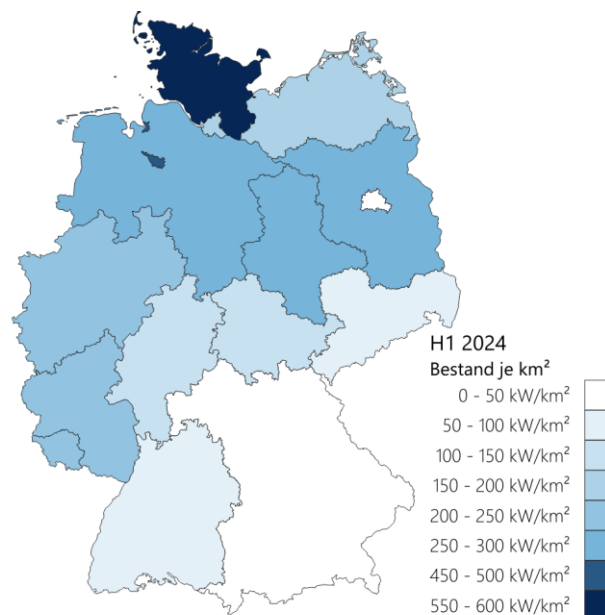 H1 2024
Bestand je km²
0 - 50 kW/km²
50 - 100 kW/km²
100 - 150 kW/km²
150 - 200 kW/km²
200 - 250 kW/km²
250 - 300 kW/km²
450 - 500 kW/km²
550 - 600 kW/km²